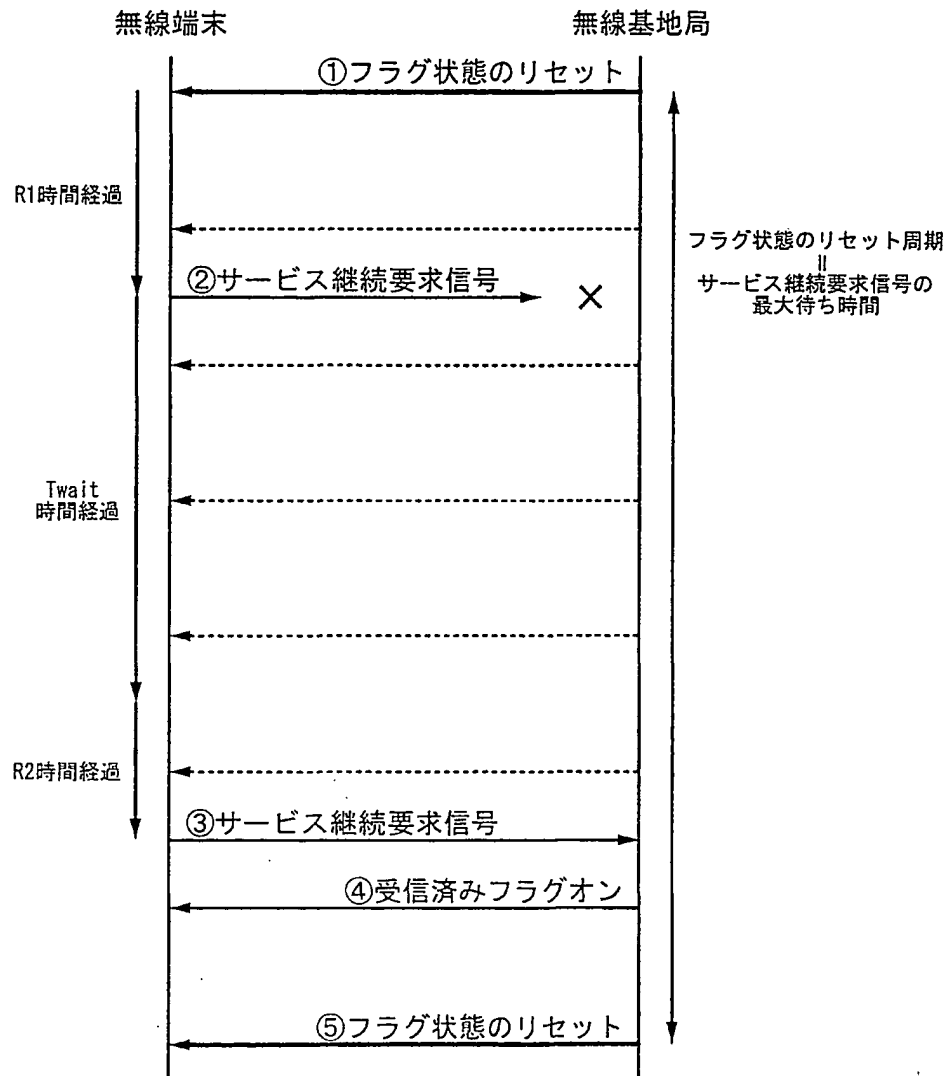 無線端末
無線基地局
①フラグ状態のリセット
R1時間経過
フラグ状態のリセット周期
||
サービス継続要求信号の
最大待ち時間
②サービス継続要求信号
×
Twait
時間経過
R2時間経過
③サービス継続要求信号
④受信済みフラグオン
⑤フラグ状態のリセット